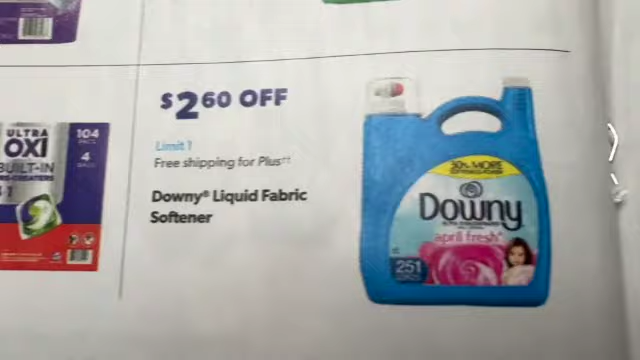 $2.60 OFF
Limit 1
Free shipping for Plus††
Downy® Liquid Fabric
Softener
ULTRA
OXI
BUILT-IN
104
4
30% MORE
Downy
april fresh
251